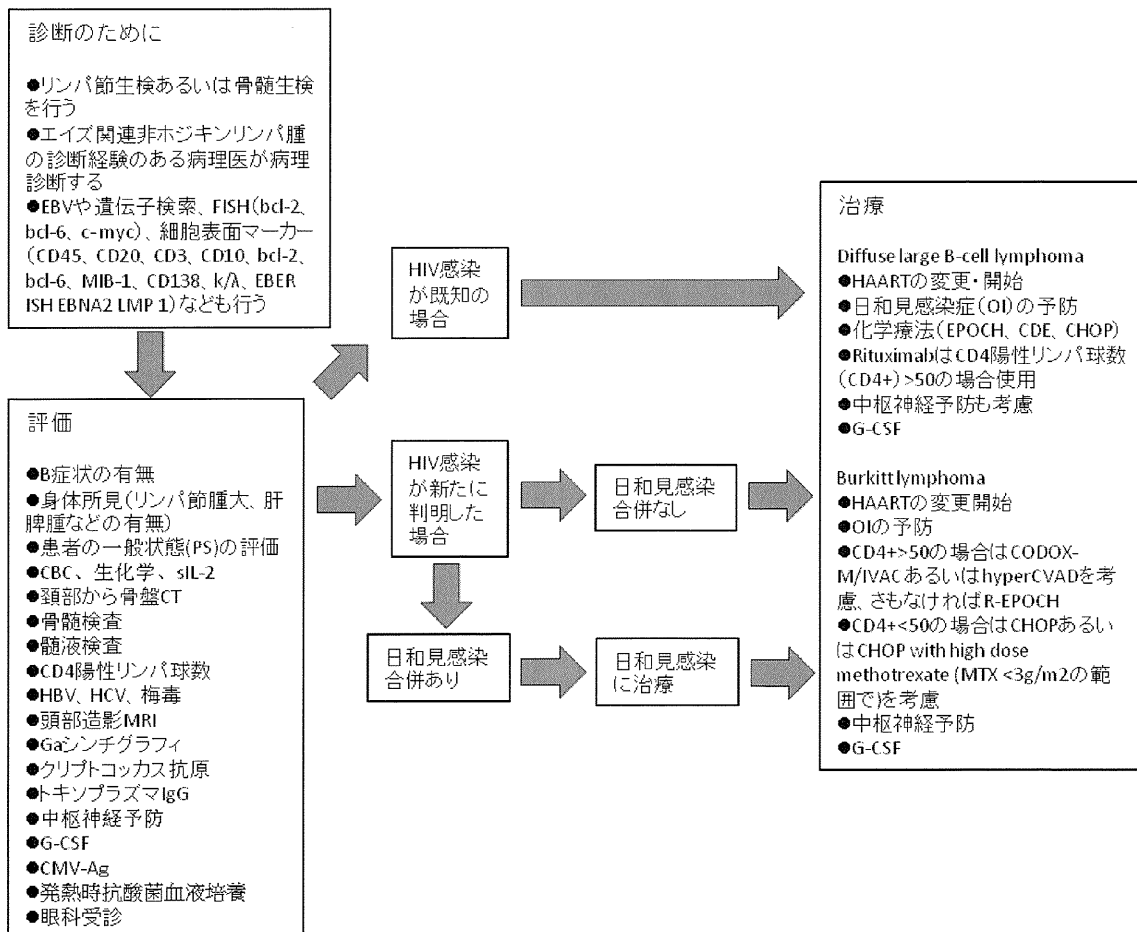 診断のために
●リンパ節生検あるいは骨髄生検
を行う
●エイズ関連非ホジキンリンパ腫
の診断経験のある病理医が病理
診断する
●EBVや遺伝子検索、FISH(bcl-2、
bcl-6、c-myc)、細胞表面マーカー
(CD45、CD20、CD3、CD10、bcl-2、
bcl-6、MIB-1、CD138、k/λ、EBER
ISH EBNA2 LMP 1)なども行う
評価
●B症状の有無
●身体所見(リンパ節腫大、肝
脾腫などの有無)
●患者の一般状態(PS)の評価
●CBC、生化学、sIL-2
●頚部から骨盤CT
●骨髄検査
●髄液検査
●CD4陽性リンパ球数
●HBV、HCV、梅毒
●頭部造影MRI
●Gaシンチグラフィ
●クリプトコッカス抗原
●トキソプラズマIgG
●中枢神経予防
●G-CSF
●CMV-Ag
●発熱時抗酸菌血液培養
●眼科受診
HIV感染
が既知の
場合
HIV感染
が新たに
判明した
場合
日和見感染
合併なし
日和見感染
合併あり
日和見感染
に治療
治療
Diffuse large B-cell lymphoma
●HAARTの変更・開始
●日和見感染症(OI)の予防
●化学療法(EPOCH、CDE、CHOP)
●RituximabはCD4陽性リンパ球数
(CD4+)>50の場合使用
●中枢神経予防も考慮
●G-CSF
Burkitt lymphoma
●HAARTの変更開始
●OIの予防
●CD4+>50の場合はCODOX-
M/IVACあるいはhyperCVADを考
慮、さもなければR-EPOCH
●CD4+<50の場合はCHOPあるい
はCHOP with high dose
methotrexate (MTX <3g/m2の範
囲で)を考慮
●中枢神経予防
●G-CSF